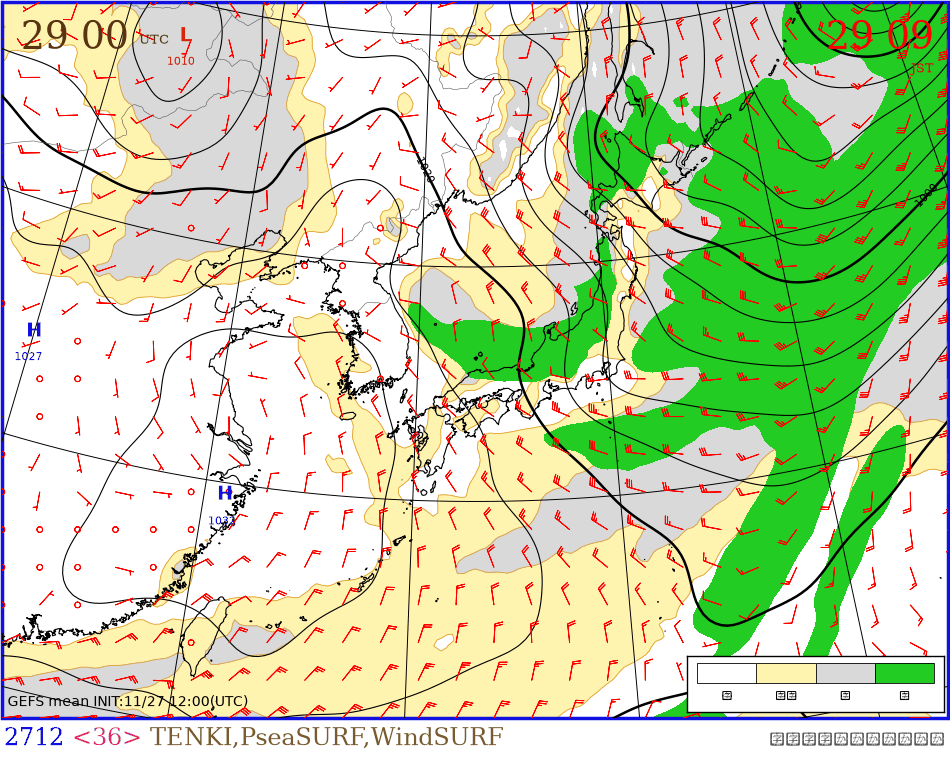 29 00 UTC
29 09 JST
L
1010
1020
1000
H
1027
H
GEFS mean INIT:11/27 12:00(UTC)
2712 <36> TENKI,PseaSURF,WindSURF